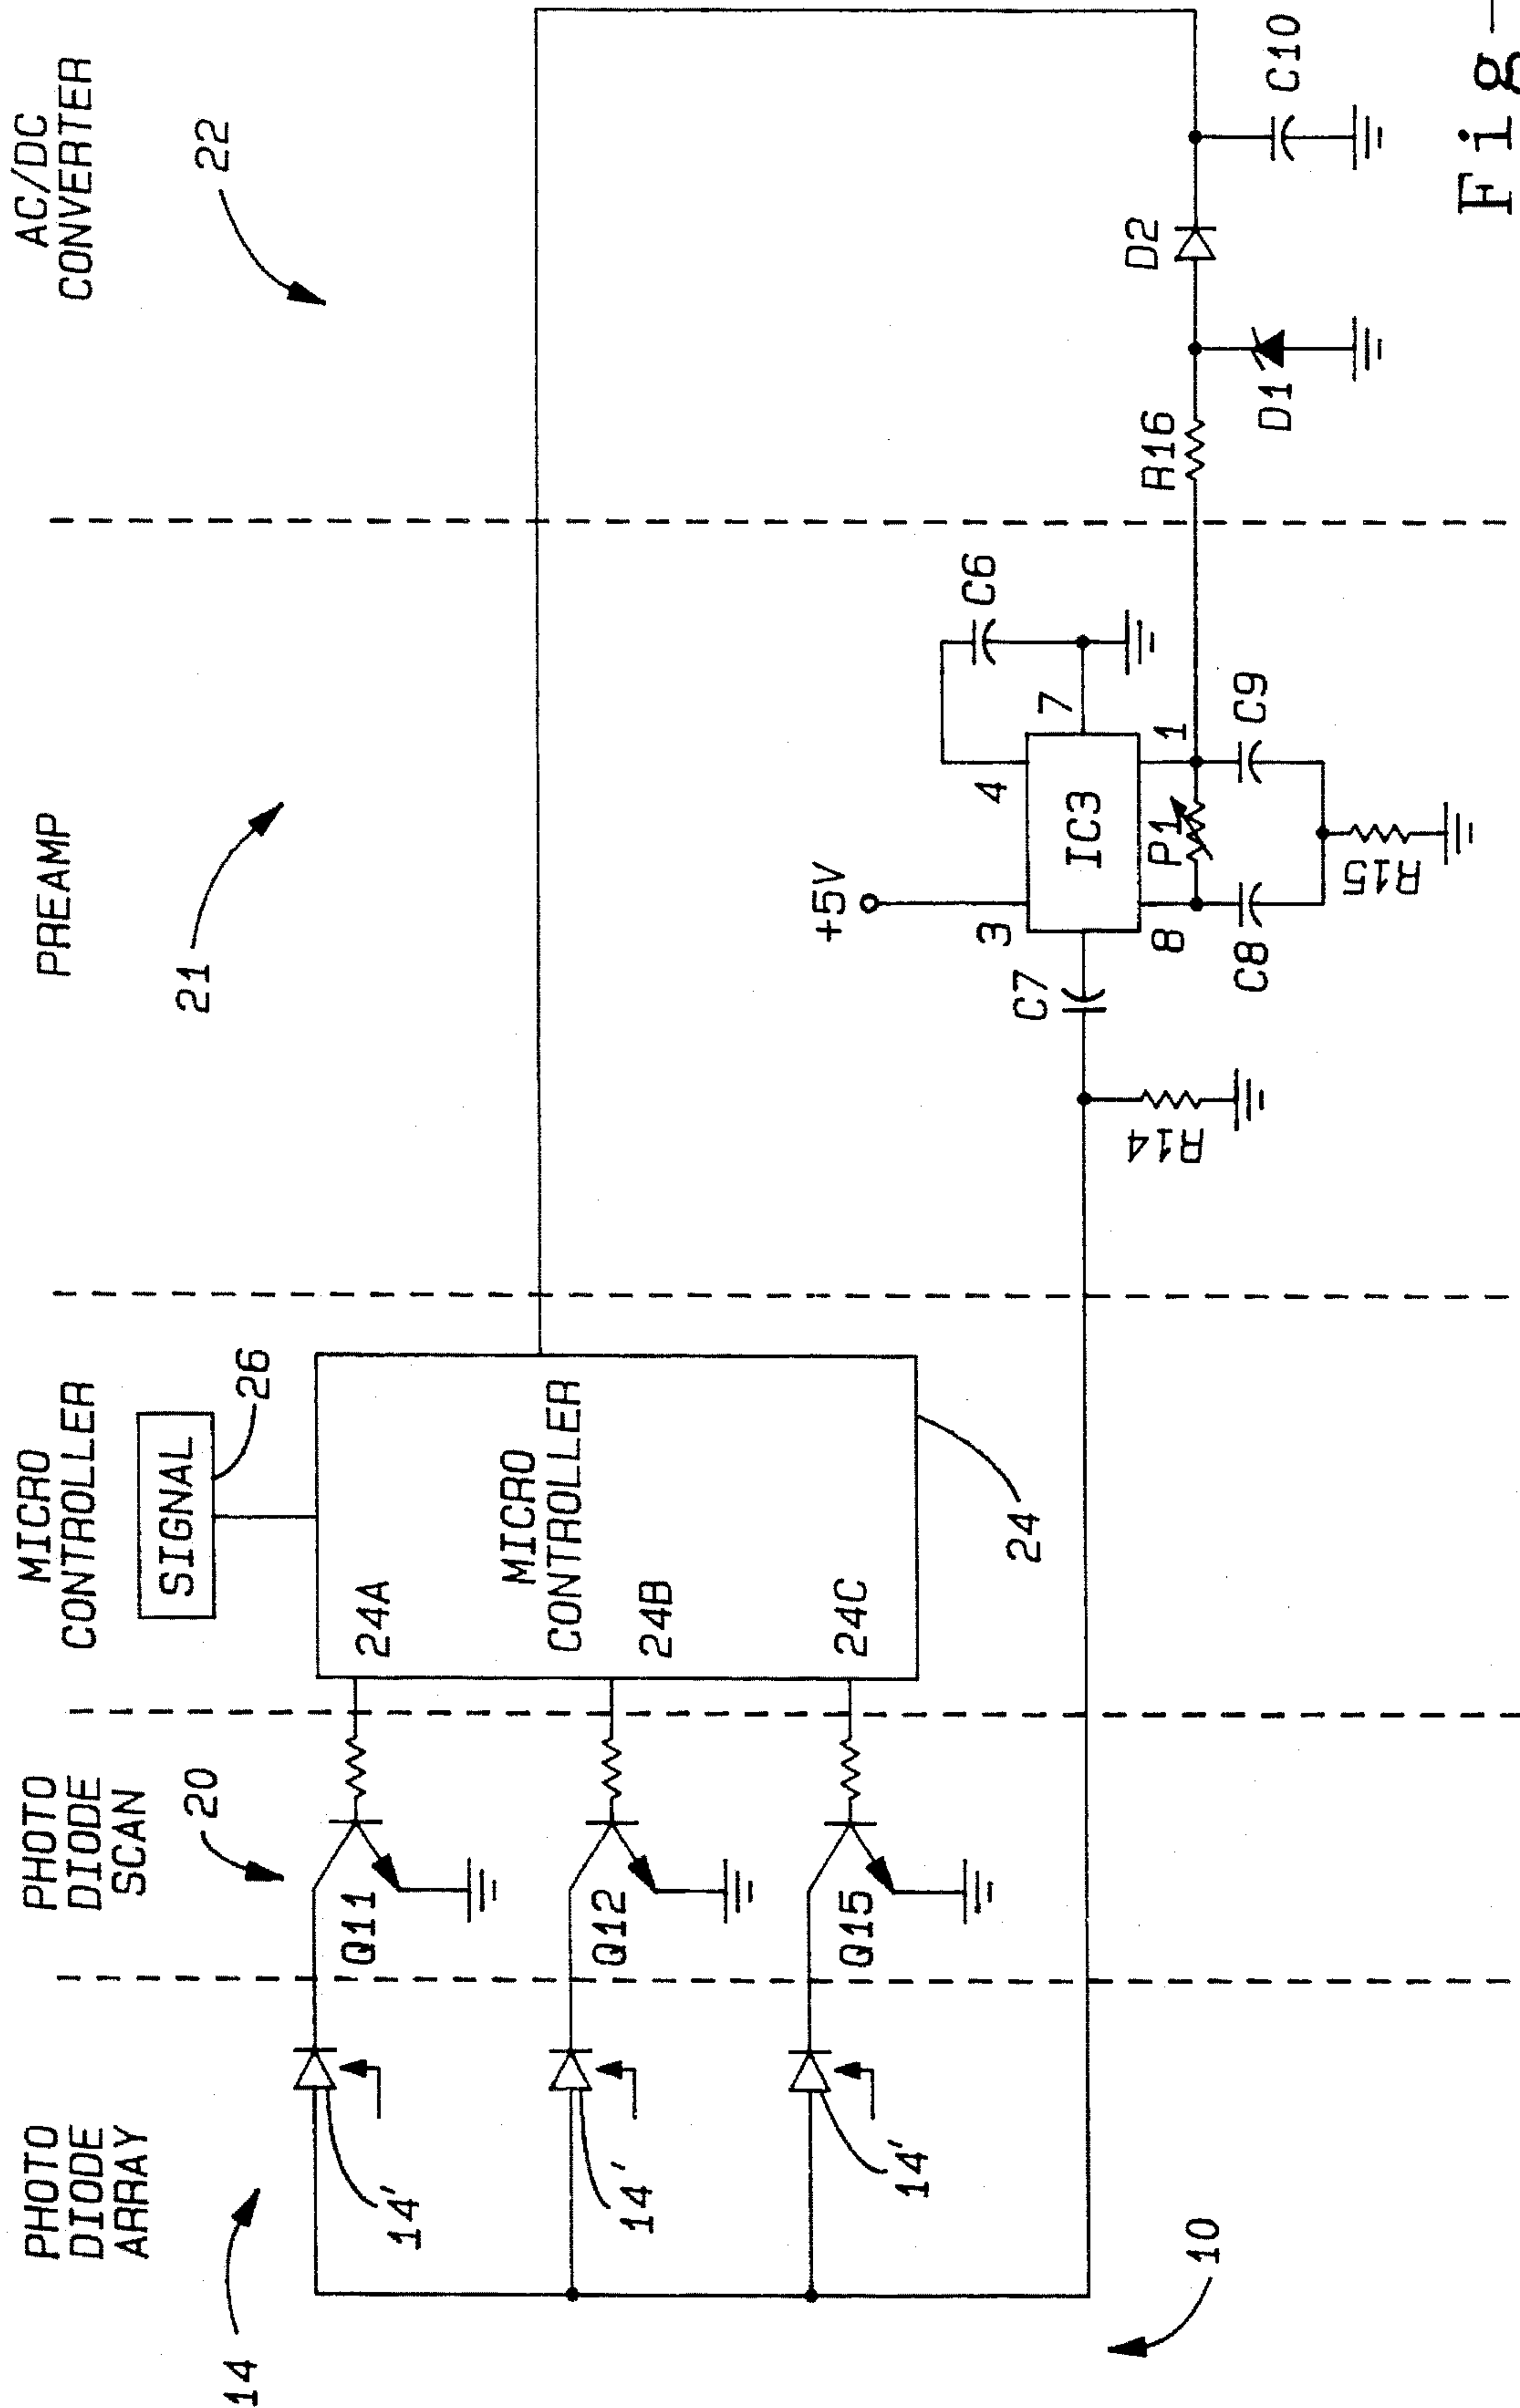 PHOTO
DIODE
ARRAY
PHOTO
DIODE
SCAN
MICRO
CONTROLLER
PREAMP
AC/DC
CONVERTER
14
20
SIGNAL
26
21
22
14'
14'
14'
Q11
Q12
Q15
24A
24B
24C
MICRO
CONTROLLER
24
+5V
3
4
C6
IC3
7
C7
R14
8
P1
1
C8
C9
R15
R16
D1
D2
C10
10
Fig-